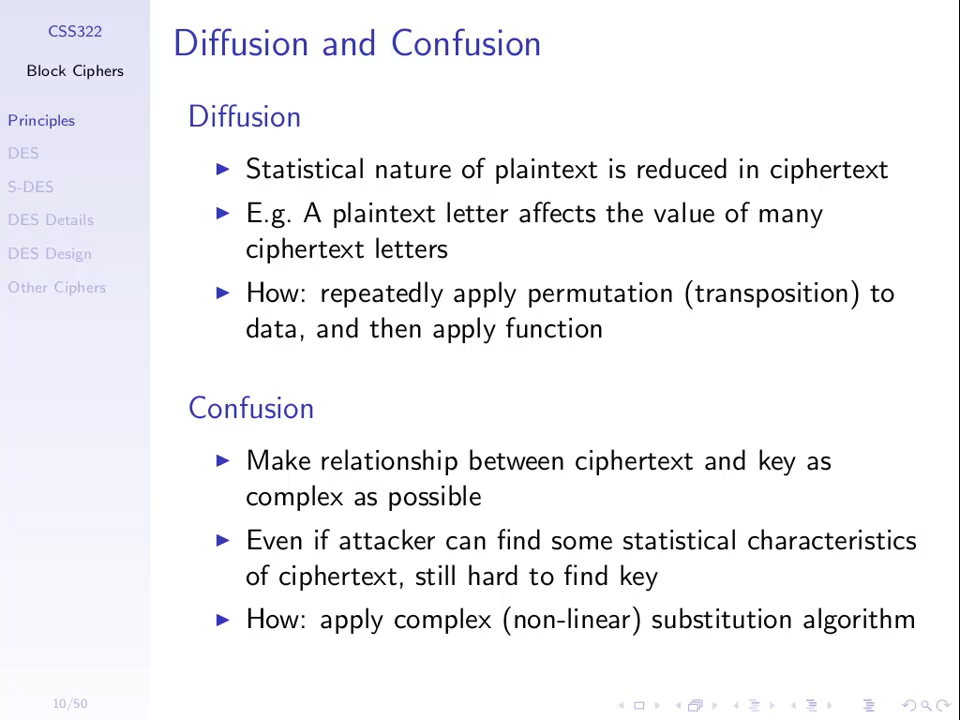 CSS322
Block Ciphers
Principles
DES
S-DES
DES Details
DES Design
Other Ciphers
10/50
Diffusion and Confusion
Diffusion
Statistical nature of plaintext is reduced in ciphertext
E.g. A plaintext letter affects the value of many
ciphertext letters
How: repeatedly apply permutation (transposition) to
data, and then apply function
Confusion
Make relationship between ciphertext and key as
complex as possible
Even if attacker can find some statistical characteristics
of ciphertext, still hard to find key
How: apply complex (non-linear) substitution algorithm